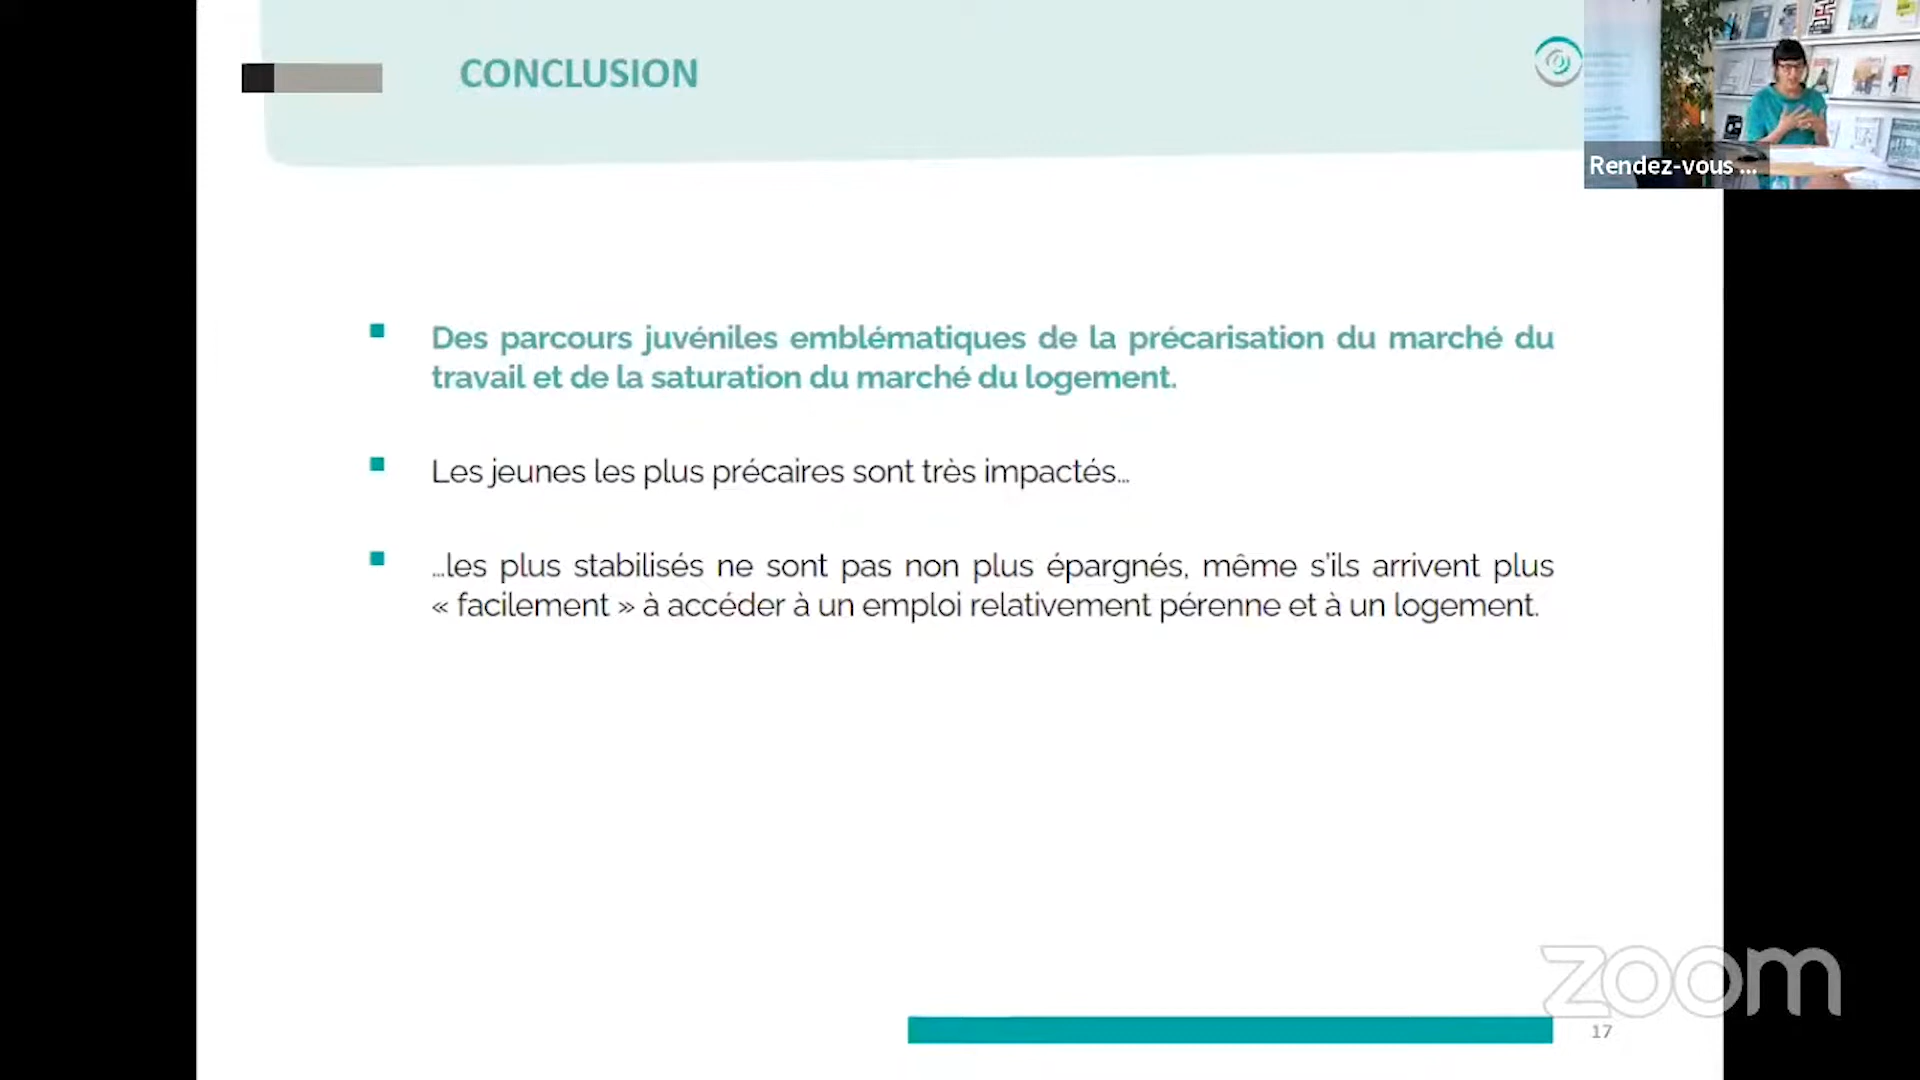 CONCLUSION
Rendez-vous ...
Des parcours juvéniles emblématiques de la précarisation du marché du
travail et de la saturation du marché du logement.
Les jeunes les plus précaires sont très impactés...
...les plus stabilisés ne sont pas non plus épargnés, même s'ils arrivent plus
« facilement » à accéder à un emploi relativement pérenne et à un logement.
zoom
17